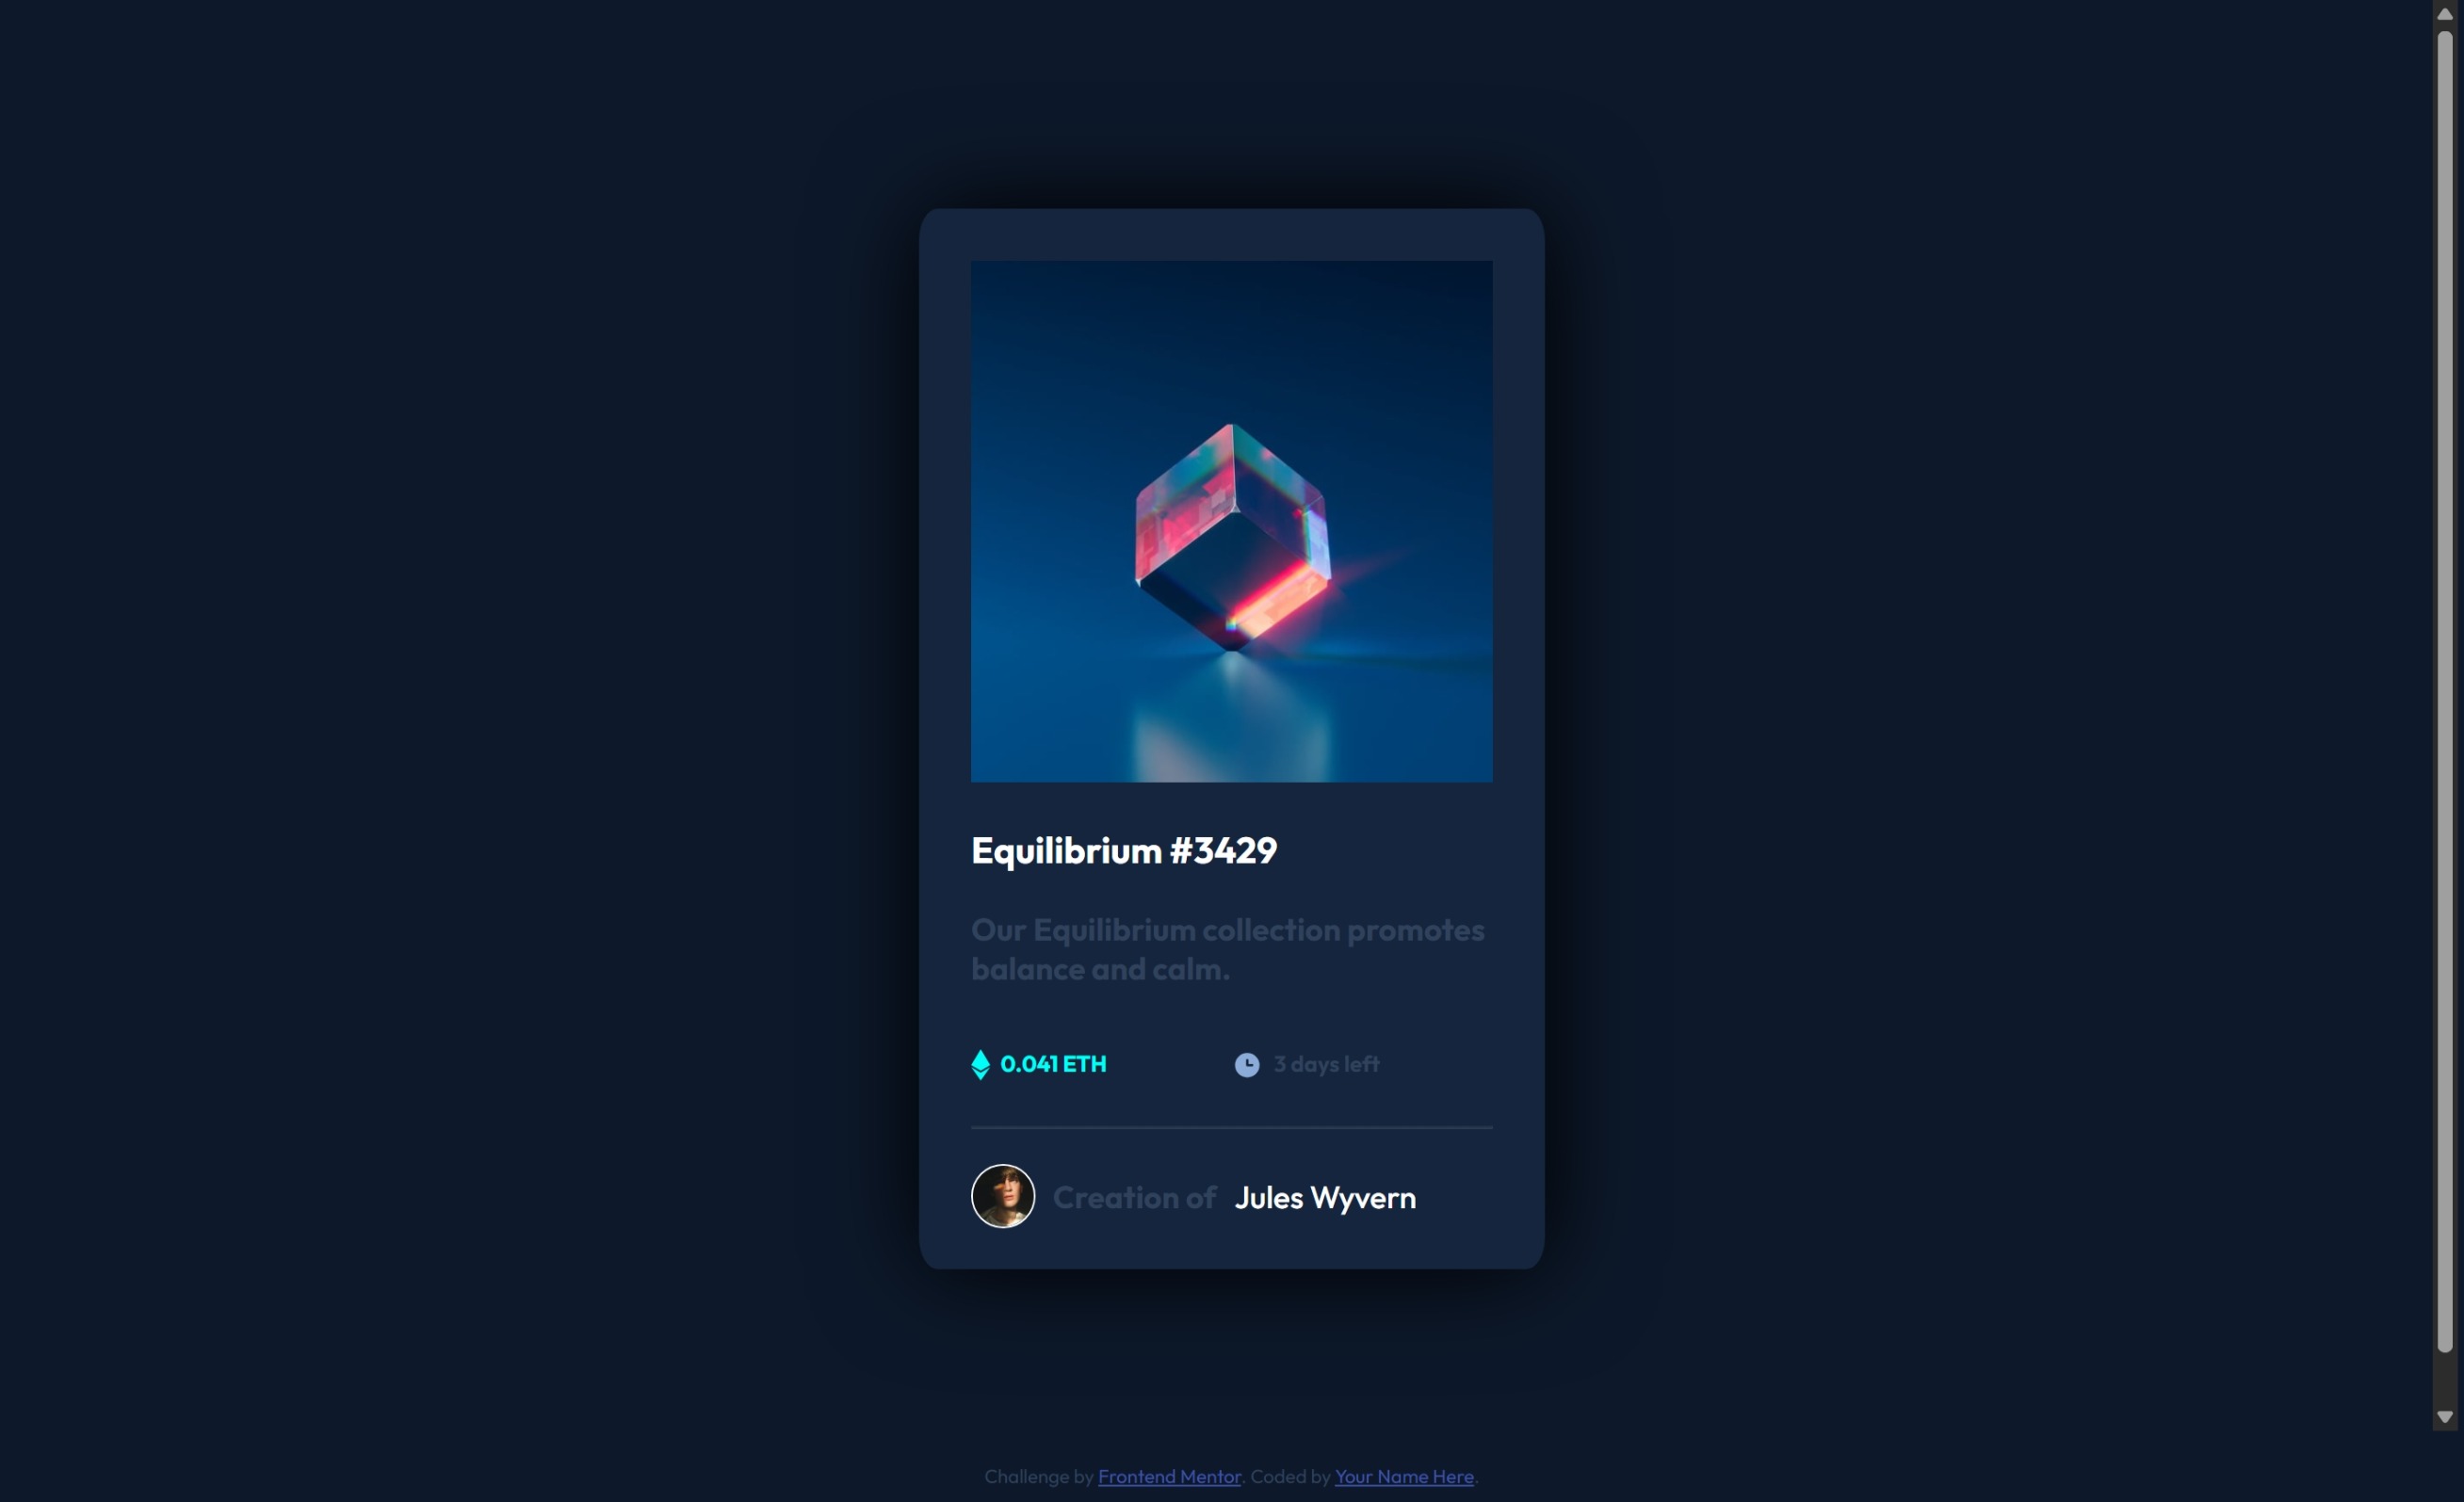 Equilibrium #3429
Our Equilibrium collection promotes
balance and calm.
0.041 ETH 3 days left
Creation of Jules Wyvern
Challenge by Frontend Mentor. Coded by Your Name Here.